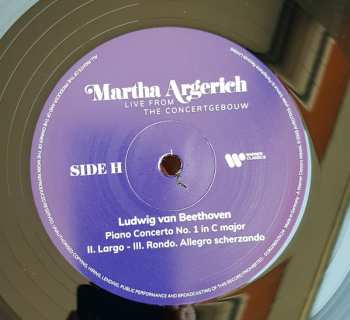 Martha Argerich
LIVE FROM
THE CONCERTGEBOUW
SIDE H
WARNER
CLASSICS
Ludwig van Beethoven
Piano Concerto No. 1 in C major
II. Largo - III. Rondo. Allegro scherzando